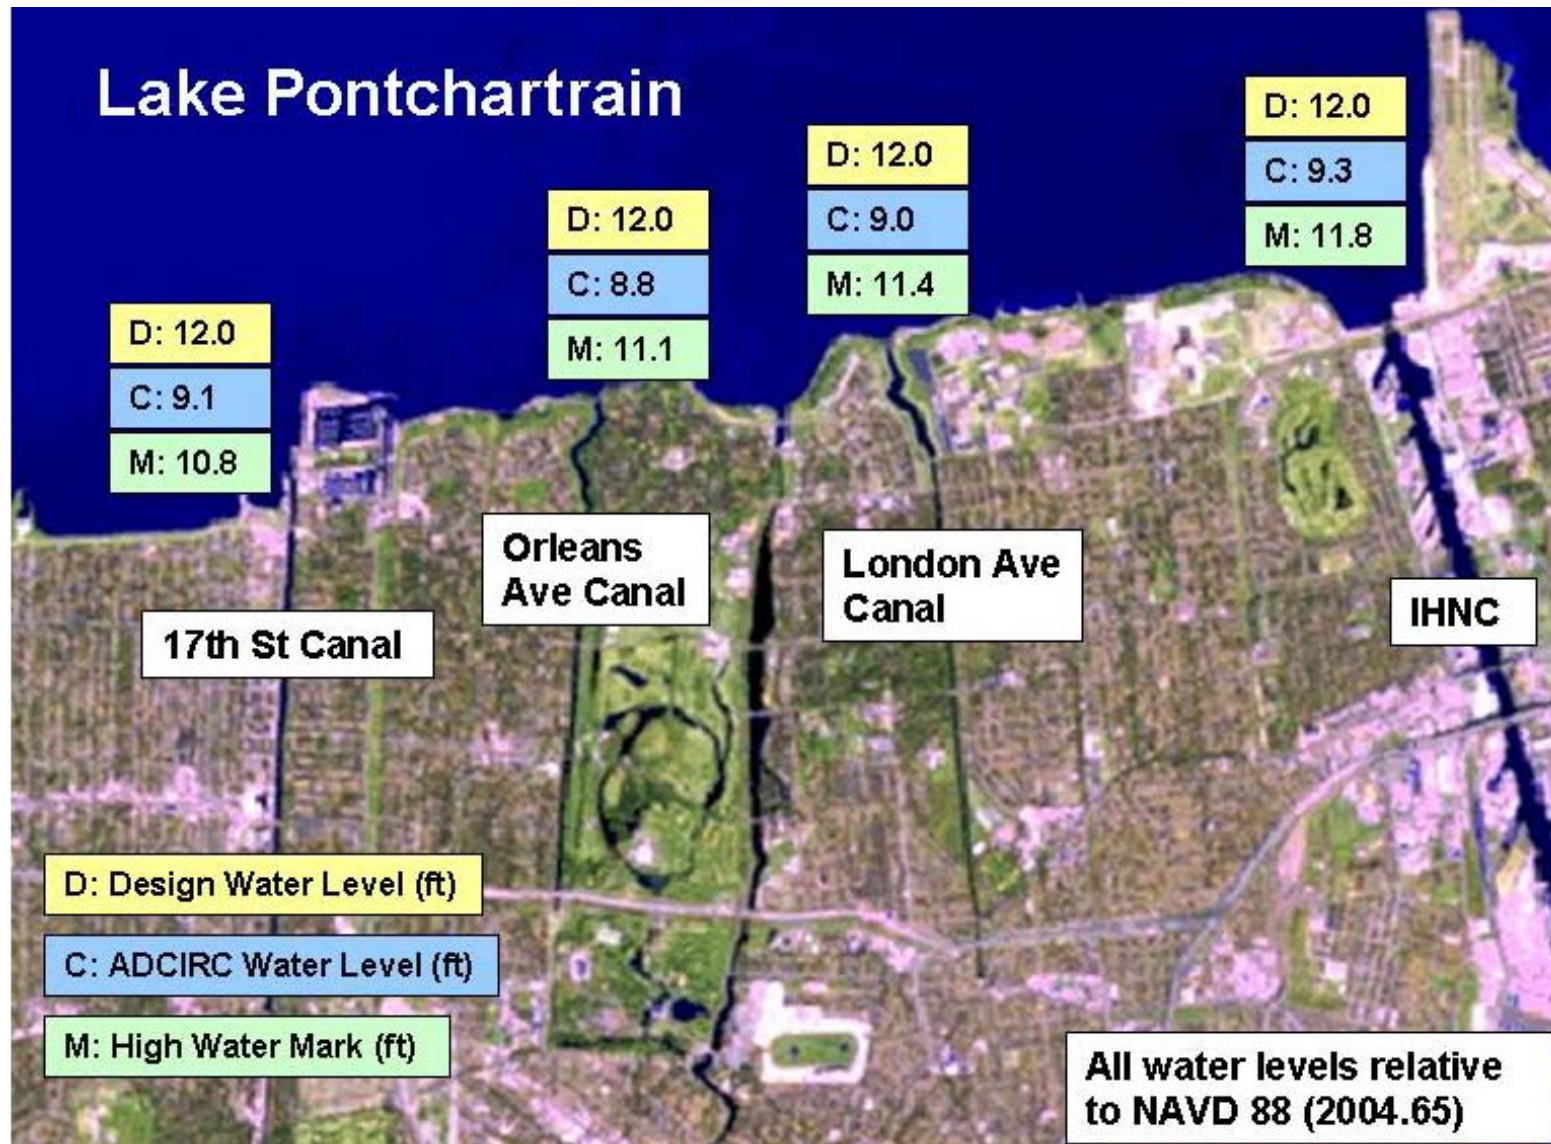 Lake Pontchartrain
D: 12.0
C: 9.1
M: 10.8
D: 12.0
C: 8.8
M: 11.1
D: 12.0
C: 9.0
M: 11.4
D: 12.0
C: 9.3
M: 11.8
17th St Canal
Orleans
Ave Canal
London Ave
Canal
IHNC
D: Design Water Level (ft)
C: ADCIRC Water Level (ft)
M: High Water Mark (ft)
All water levels relative
to NAVD 88 (2004.65)